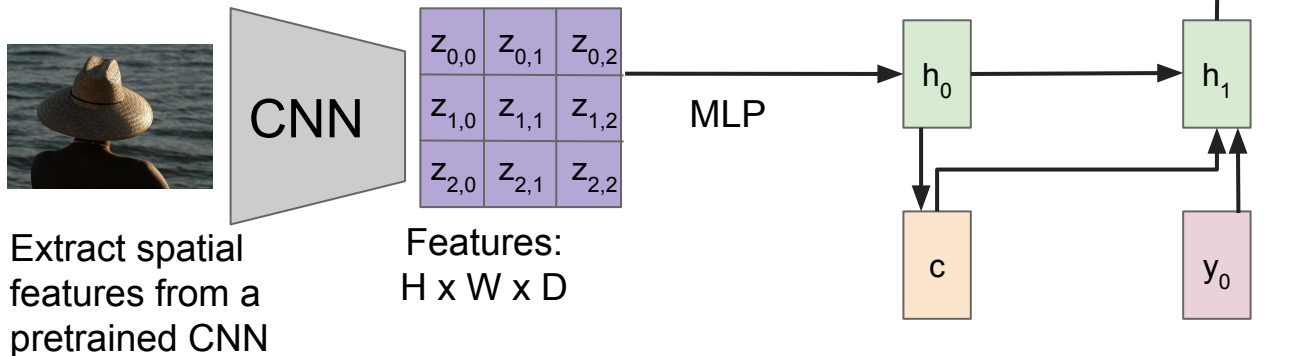 CNN
z0,0 z0,1 z0,2
z1,0 z1,1 z1,2
z2,0 z2,1 z2,2
MLP
h0
h1
c
y0
Extract spatial
features from a
pretrained CNN
Features:
H x W x D